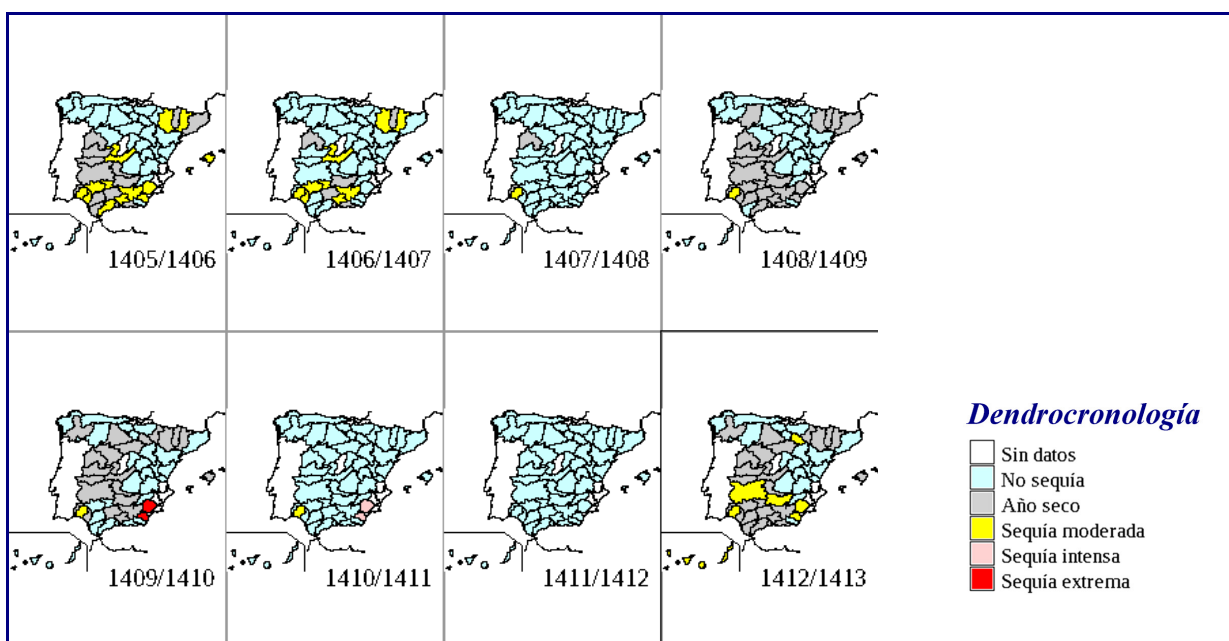 1405/1406
1406/1407
1407/1408
1408/1409
1409/1410
1410/1411
1411/1412
1412/1413
Dendrocronología
Sin datos
No sequía
Año seco
Sequía moderada
Sequía intensa
Sequía extrema